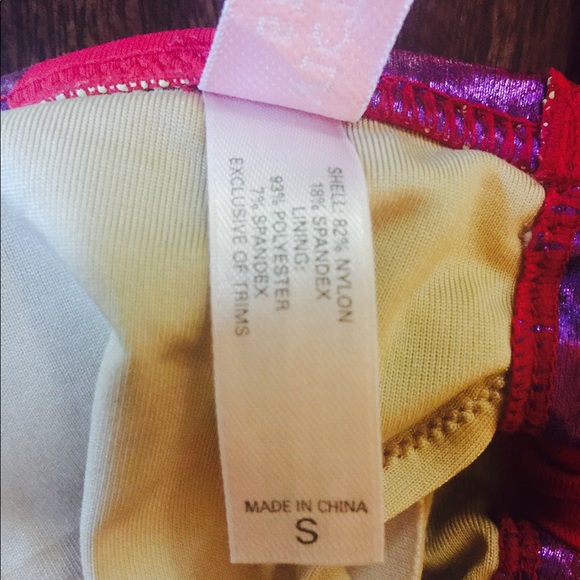 SHELL: 82% NYLON
18% SPANDEX
LINING:
93% POLYESTER
7% SPANDEX
EXCLUSIVE OF TRIMS
MADE IN CHINA
S